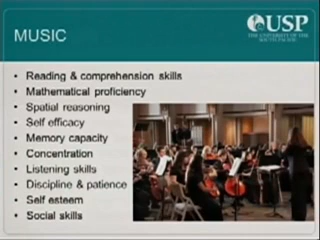 USP
THE UNIVERSITY OF THE
SOUTH PACIFIC
MUSIC
• Reading & comprehension skills
• Mathematical proficiency
• Spatial reasoning
• Self efficacy
• Memory capacity
• Concentration
• Listening skills
• Discipline & patience
• Self esteem
• Social skills